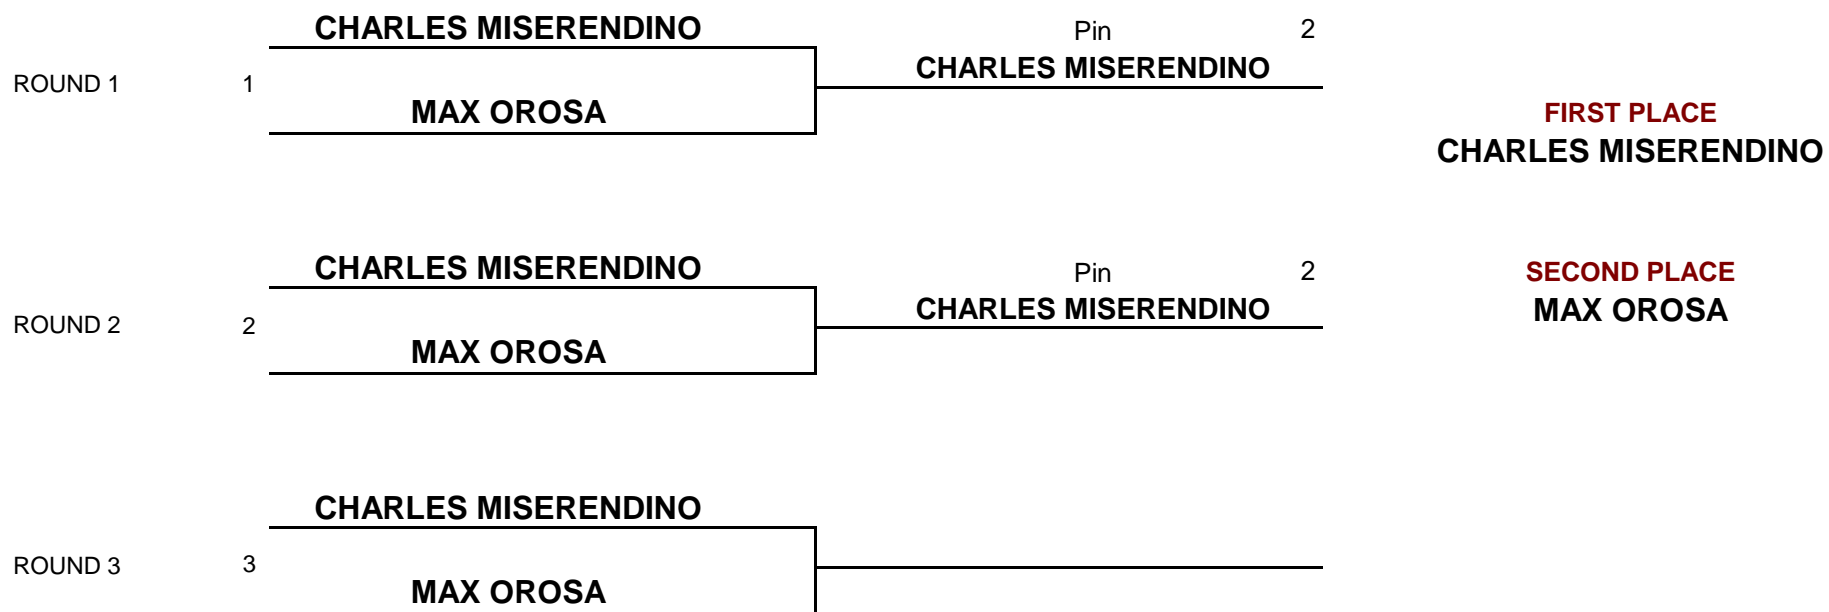 CHARLES MISERENDINO
Pin 2
ROUND 1 1
CHARLES MISERENDINO
MAX OROSA
FIRST PLACE
CHARLES MISERENDINO
CHARLES MISERENDINO
Pin 2
ROUND 2 2
CHARLES MISERENDINO
MAX OROSA
SECOND PLACE
MAX OROSA
CHARLES MISERENDINO
ROUND 3 3
MAX OROSA